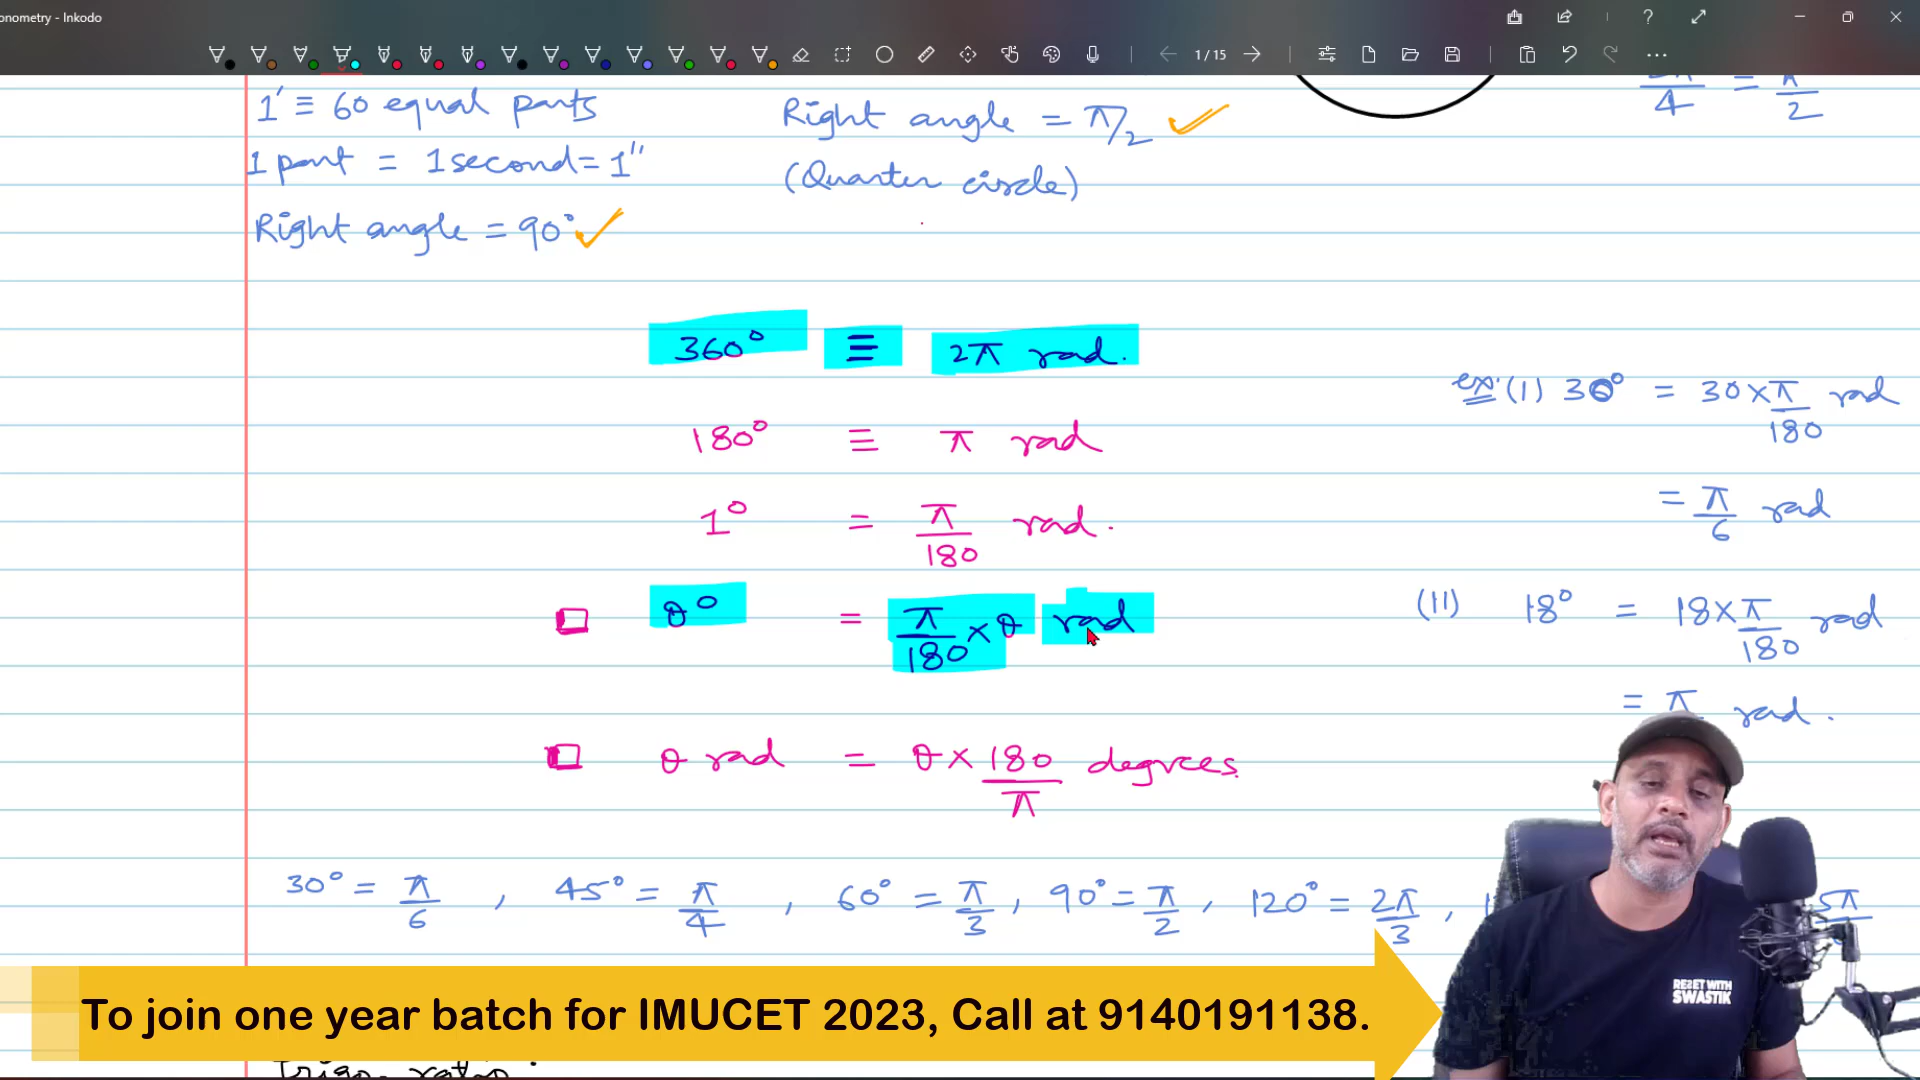 onometry - Inkodo
1 / 15
1' ≡ 60 equal parts
1 part = 1 second = 1"
Right angle = 90°
Right angle = π/2
(Quarter circle)
4 = π/2
360° ≡ 2π rad.
180° ≡ π rad
1° = π/180 rad.
θ° = π/180 × θ rad
θ rad = θ × 180/π degrees.
ex: (I) 30° = 30 × π/180 rad
= π/6 rad
(II) 18° = 18 × π/180 rad
= π rad.
30° = π/6 , 45° = π/4 , 60° = π/3 , 90° = π/2 , 120° = 2π/3 , 5π
RESET WITH
SWASTIK
To join one year batch for IMUCET 2023, Call at 9140191138.